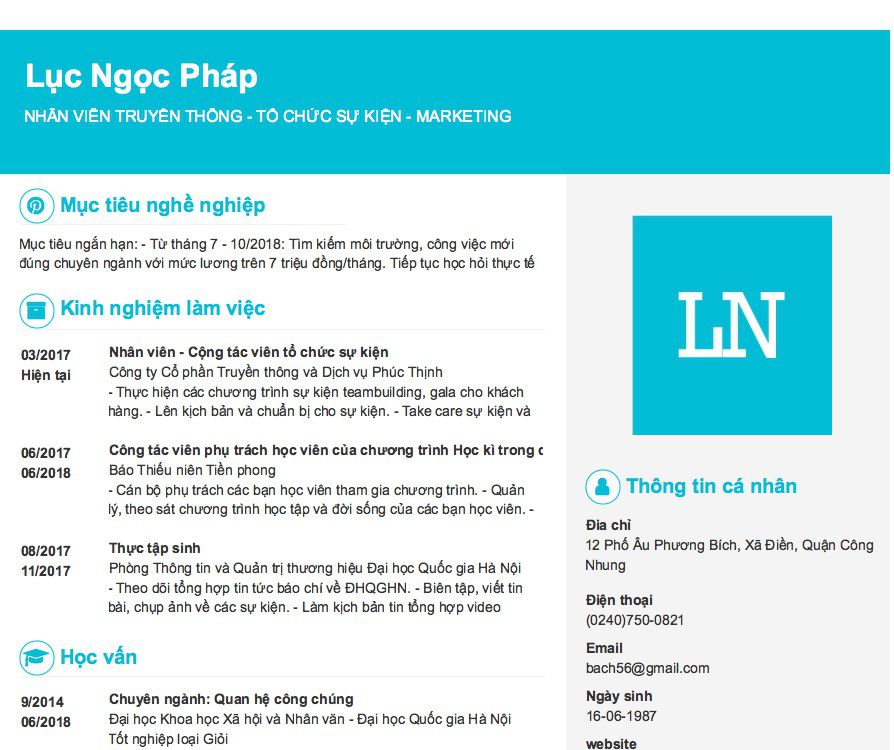 Lục Ngọc Pháp
NHÂN VIÊN TRUYỀN THÔNG - TỔ CHỨC SỰ KIỆN - MARKETING
Mục tiêu nghề nghiệp
Mục tiêu ngắn hạn: - Từ tháng 7 - 10/2018: Tìm kiếm môi trường, công việc mới
đúng chuyên ngành với mức lương trên 7 triệu đồng/tháng. Tiếp tục học hỏi thực tế
Kinh nghiệm làm việc
03/2017
Hiện tại
Nhân viên - Cộng tác viên tổ chức sự kiện
Công ty Cổ phần Truyền thông và Dịch vụ Phúc Thịnh
- Thực hiện các chương trình sự kiện teambuilding, gala cho khách
hàng. - Lên kịch bản và chuẩn bị cho sự kiện. - Take care sự kiện và
06/2017
06/2018
Công tác viên phụ trách học viên của chương trình Học kì trong
Báo Thiếu niên Tiền phong
- Cán bộ phụ trách các bạn học viên tham gia chương trình. - Quản
lý, theo sát chương trình học tập và đời sống của các bạn học viên. -
08/2017
11/2017
Thực tập sinh
Phòng Thông tin và Quản trị thương hiệu Đại học Quốc gia Hà Nội
- Theo dõi tổng hợp tin tức báo chí về ĐHQGHN. - Biên tập, viết tin
bài, chụp ảnh về các sự kiện. - Làm kịch bản tin tổng hợp video
Học vấn
9/2014
06/2018
Chuyên ngành: Quan hệ công chúng
Đại học Khoa học Xã hội và Nhân văn - Đại học Quốc gia Hà Nội
Tốt nghiệp loại Giỏi
LN
Thông tin cá nhân
Địa chỉ
12 Phố Âu Phương Bích, Xã Điền, Quận Công
Nhung
Điện thoại
(0240)750-0821
Email
bach56@gmail.com
Ngày sinh
16-06-1987
website